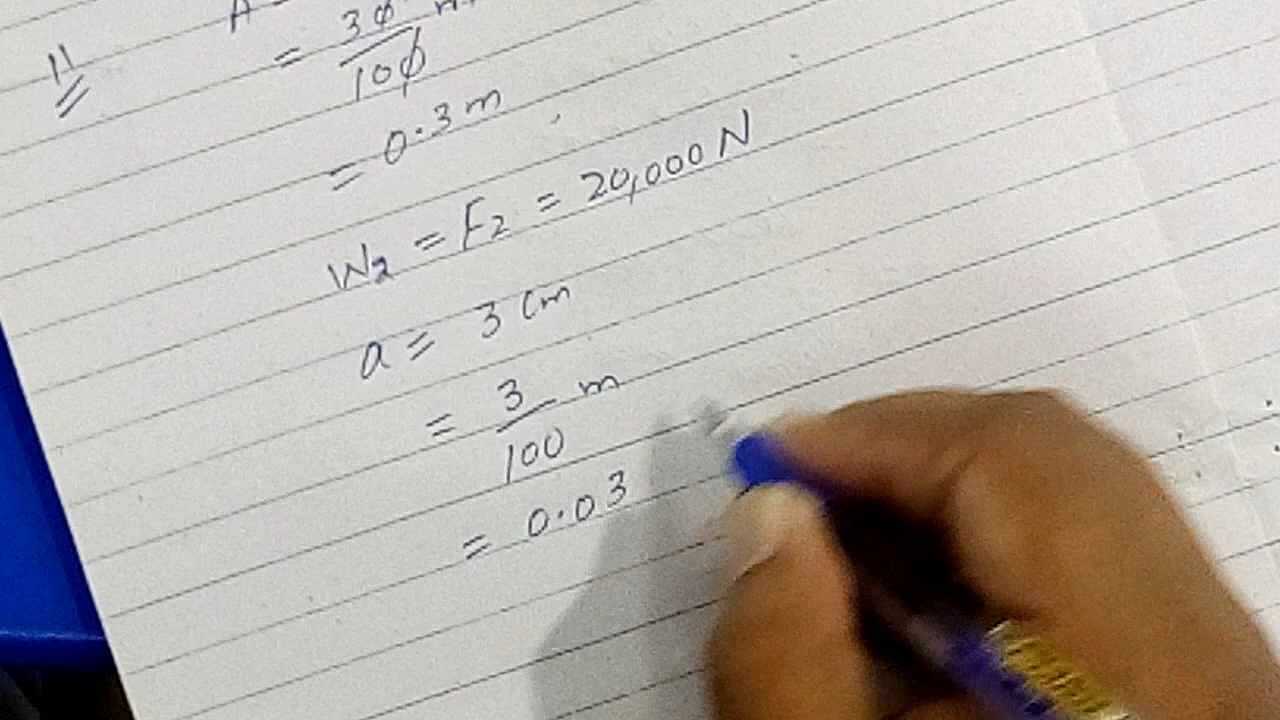 11
A =
= 30/100 m
= 0.3 m
W2 = F2 = 20,000 N
a = 3 cm
= 3/100 m
= 0.03